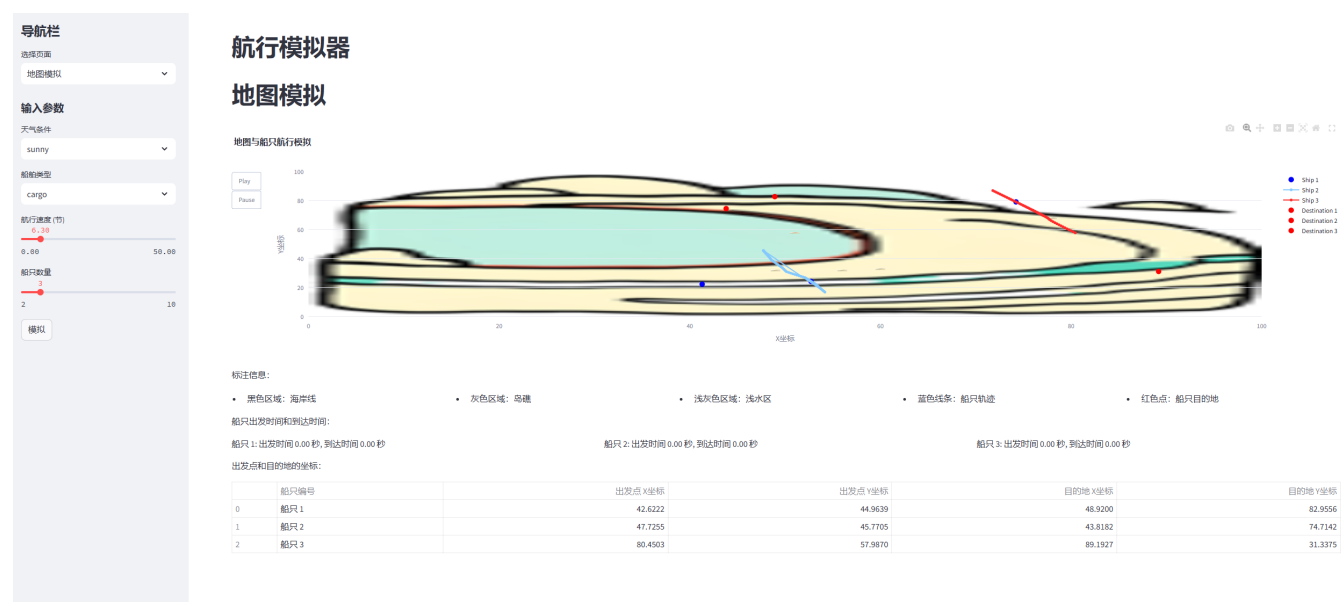 导航栏
选择页面
地图模拟
输入参数
天气条件
sunny
船舶类型
cargo
航行速度 (节)
6.30
0.00 50.00
船只数量
3
2 10
模拟
航行模拟器
地图模拟
地图与船只航行模拟
Play
Pause
100
80
60
40
20
0
Y坐标
0 20 40 60 80 100
X坐标
Ship 1
Ship 2
Ship 3
Destination 1
Destination 2
Destination 3
标注信息:
• 黑色区域: 海岸线 • 灰色区域: 岛礁 • 浅灰色区域: 浅水区 • 蓝色线条: 船只轨迹 • 红色点: 船只目的地
船只出发时间和到达时间:
船只 1: 出发时间 0.00 秒, 到达时间 0.00 秒 船只 2: 出发时间 0.00 秒, 到达时间 0.00 秒 船只 3: 出发时间 0.00 秒, 到达时间 0.00 秒
出发点和目的地的坐标:
船只编号 出发点 X坐标 出发点 Y坐标 目的地 X坐标 目的地 Y坐标
0 船只 1 42.6222 44.9639 48.9200 82.9556
1 船只 2 47.7255 45.7705 43.8182 74.7142
2 船只 3 80.4503 57.9870 89.1927 31.3375